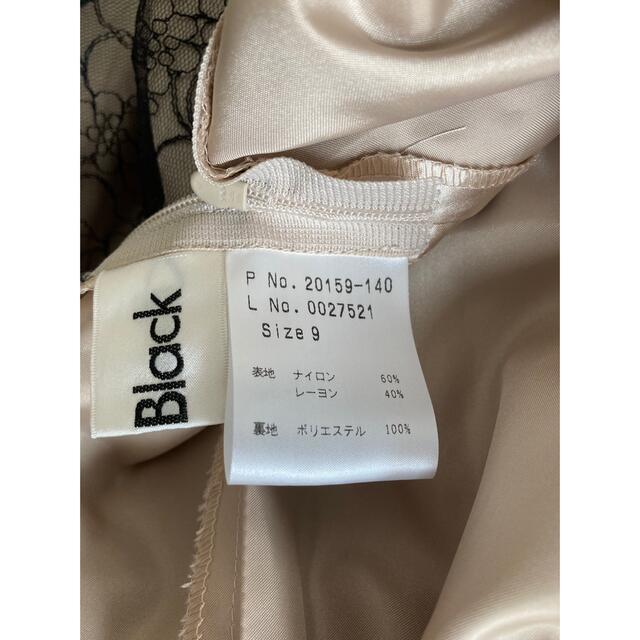 Black
P No. 20159-140
L No. 0027521
Size 9
表地 ナイロン 60%
レーヨン 40%
裏地 ポリエステル 100%